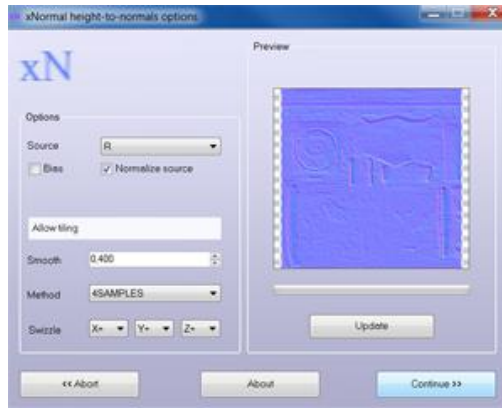 xNormal height-to-normals options
xN
Preview
Options
Source R
Bias Normalize source
Allow tiling
Smooth 0,400
Method 4SAMPLES
Swizzle X+ Y+ Z+
Update
<< Abort About Continue >>